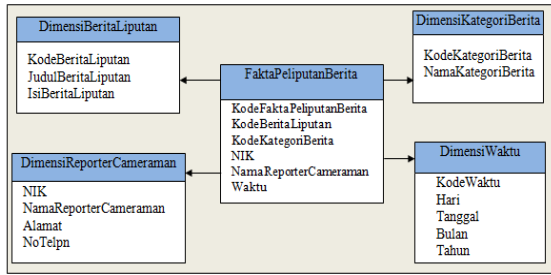 DimensiBeritaLiputan
KodeBeritaLiputan
JudulBeritaLiputan
IsiBeritaLiputan
DimensiKategoriBerita
KodeKategoriBerita
NamaKategoriBerita
FaktaPeliputanBerita
KodeFaktaPeliputanBerita
KodeBeritaLiputan
KodeKategoriBerita
NIK
NamaReporterCameraman
Waktu
DimensiReporterCameraman
NIK
NamaReporterCameraman
Alamat
NoTelpn
DimensiWaktu
KodeWaktu
Hari
Tanggal
Bulan
Tahun